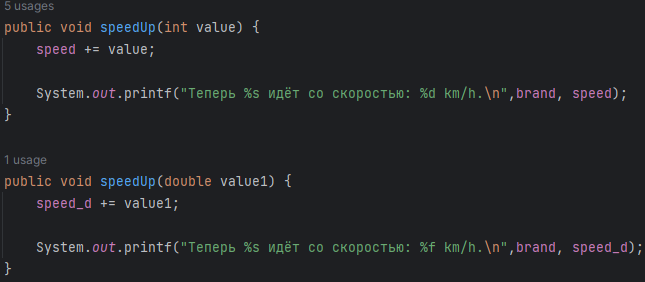 5 usages
public void speedUp(int value) {
speed += value;
System.out.printf("Теперь %s идёт со скоростью: %d km/h.\n",brand, speed);
}
1 usage
public void speedUp(double value1) {
speed_d += value1;
System.out.printf("Теперь %s идёт со скоростью: %f km/h.\n",brand, speed_d);
}